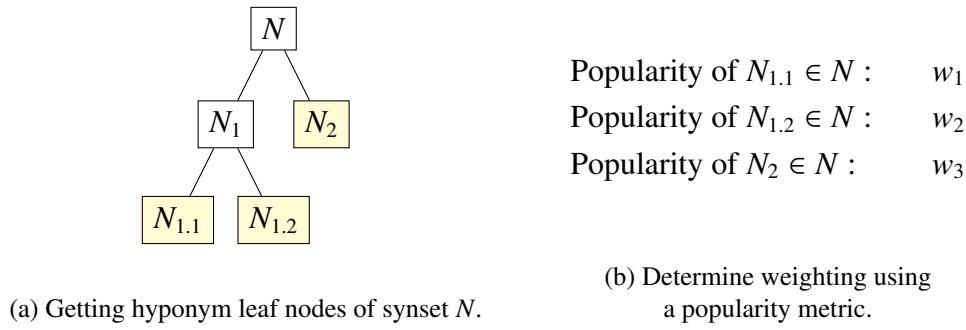 N
N₁ N₂
N₁.₁ N₁.₂
(a) Getting hyponym leaf nodes of synset N.
Popularity of N₁.₁ ∈ N : w₁
Popularity of N₁.₂ ∈ N : w₂
Popularity of N₂ ∈ N : w₃
(b) Determine weighting using
a popularity metric.